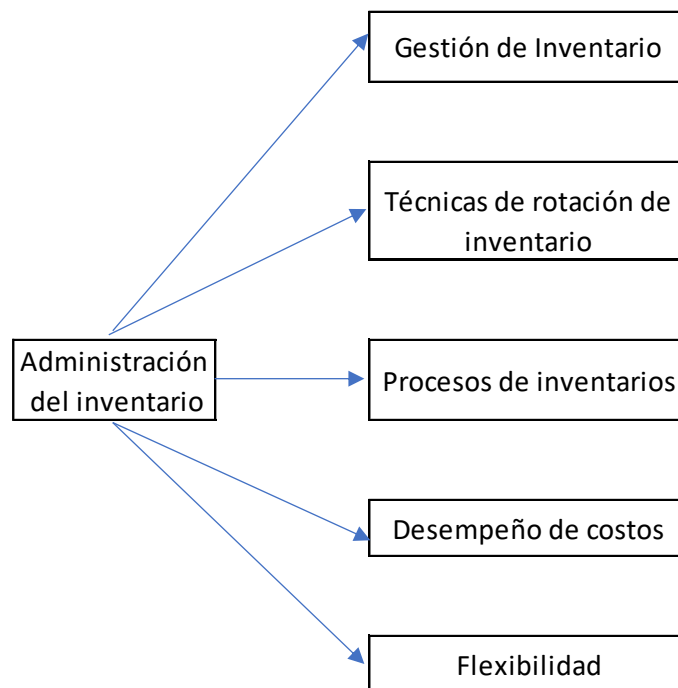 Gestión de Inventario
Técnicas de rotación de
inventario
Administración
del inventario
Procesos de inventarios
Desempeño de costos
Flexibilidad